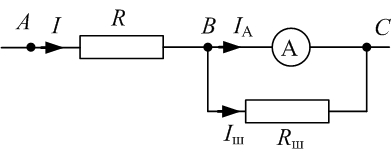 A I R B I_A C
A
I_ш R_ш